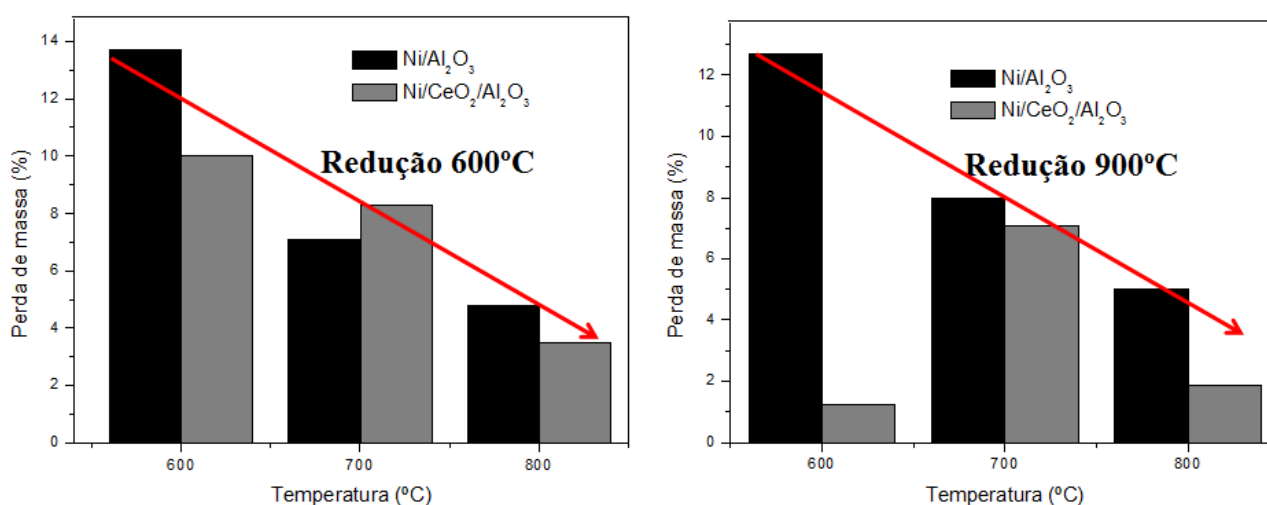 Ni/Al₂O₃
Ni/CeO₂/Al₂O₃
Redução 600ºC
Perda de massa (%)
14
12
10
8
6
4
2
0
600 700 800
Temperatura (ºC)
Ni/Al₂O₃
Ni/CeO₂/Al₂O₃
Redução 900ºC
Perda de massa (%)
12
10
8
6
4
2
0
600 700 800
Temperatura (ºC)